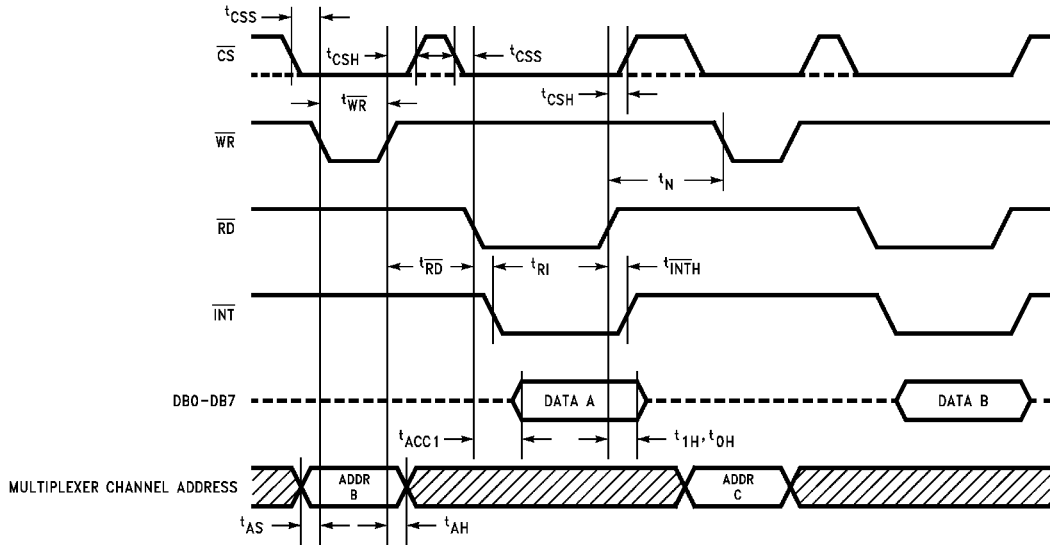 tCSS
CS
tCSH
tCSS
tCSH
tWR
WR
tN
RD
tRD
tRI
tINTH
INT
DB0-DB7
DATA A
DATA B
tACC1
t1H, t0H
MULTIPLEXER CHANNEL ADDRESS
ADDR
B
ADDR
C
tAS
tAH